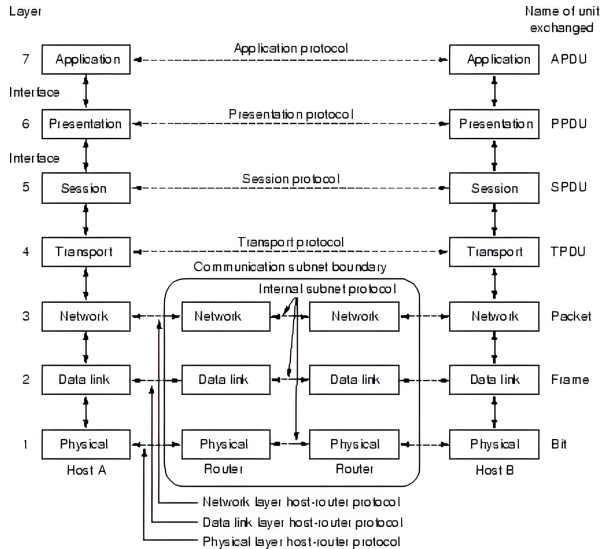 Layer
Name of unit
exchanged
Application protocol
7 Application Application APDU
Interface
Presentation protocol
6 Presentation Presentation PPDU
Interface
Session protocol
5 Session Session SPDU
Transport protocol
4 Transport Transport TPDU
Communication subnet boundary
Internal subnet protocol
3 Network Network Network Network Packet
2 Data link Data link Data link Data link Frame
1 Physical Physical Physical Physical Bit
Host A Router Router Host B
Network layer host-router protocol
Data link layer host-router protocol
Physical layer host-router protocol